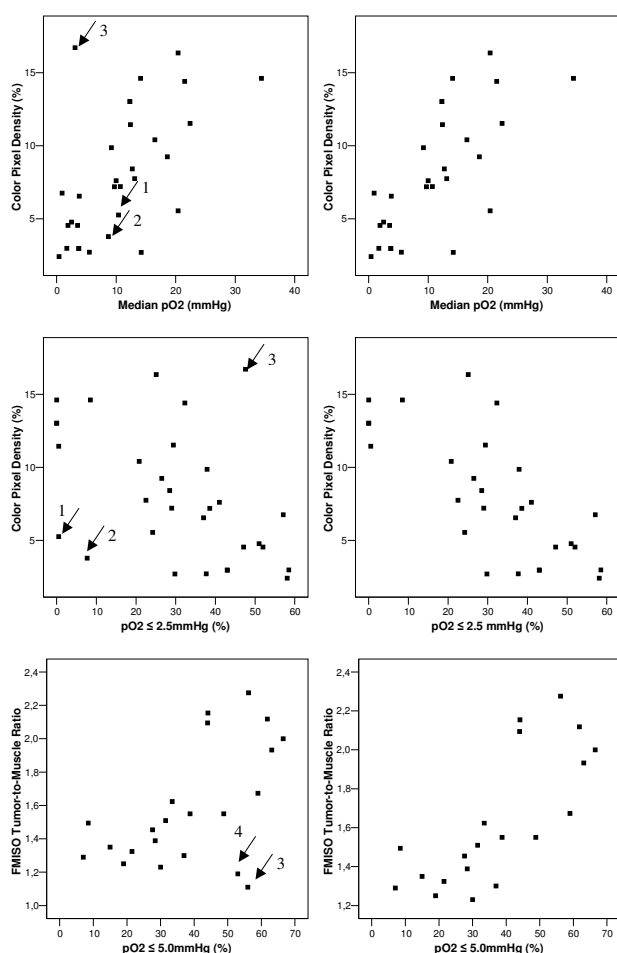 3
15
10
5
1
2
Color Pixel Density (%)
0 10 20 30 40
Median pO2 (mmHg)
15
10
5
Color Pixel Density (%)
0 10 20 30 40
Median pO2 (mmHg)
3
15
10
5
1
2
Color Pixel Density (%)
0 10 20 30 40 50 60
pO2 ≤ 2.5mmHg (%)
15
10
5
Color Pixel Density (%)
0 10 20 30 40 50 60
pO2 ≤ 2.5 mmHg (%)
2,4
2,2
2,0
1,8
1,6
1,4
1,2
1,0
4
3
FMISO Tumor-to-Muscle Ratio
0 10 20 30 40 50 60 70
pO2 ≤ 5.0mmHg (%)
2,4
2,2
2,0
1,8
1,6
1,4
1,2
FMISO Tumor-to-Muscle Ratio
0 10 20 30 40 50 60 70
pO2 ≤ 5.0mmHg (%)